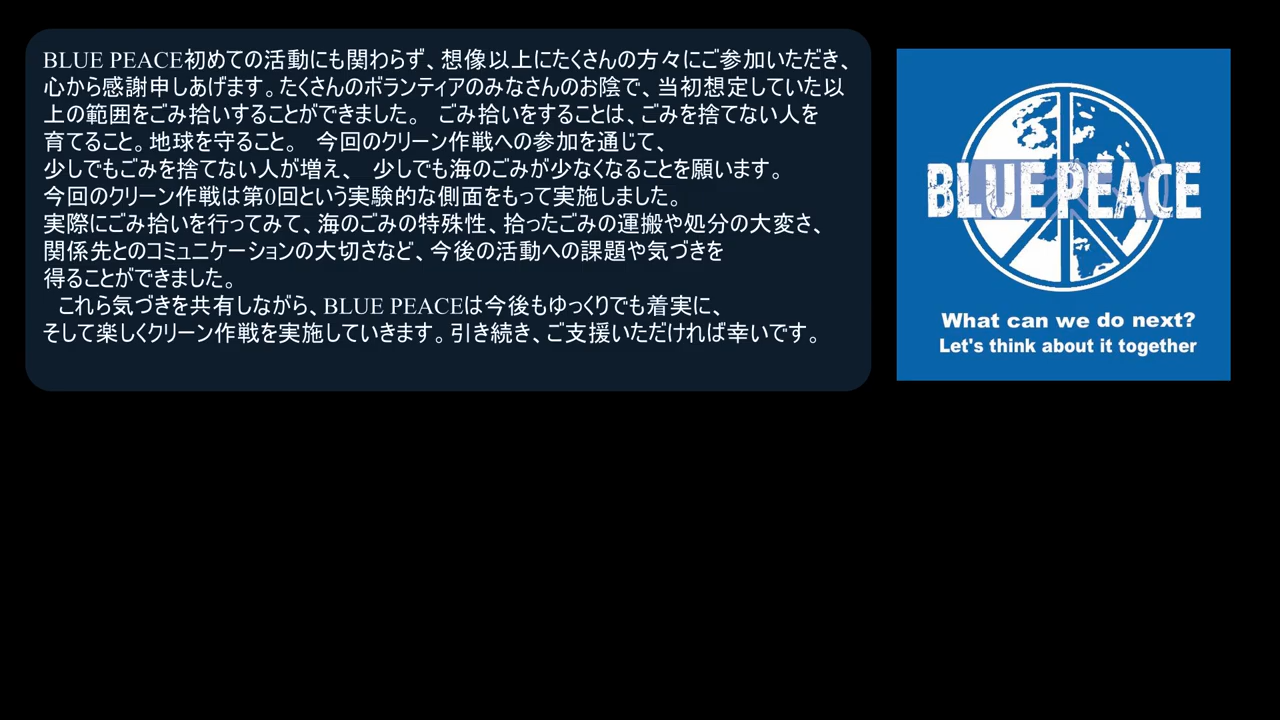 BLUE PEACE初めての活動にも関わらず、想像以上にたくさんの方々にご参加いただき、
心から感謝申しあげます。たくさんのボランティアのみなさんのお陰で、当初想定していた以
上の範囲をごみ拾いすることができました。　ごみ拾いをすることは、ごみを捨てない人を
育てること。地球を守ること。　今回のクリーン作戦への参加を通じて、
少しでもごみを捨てない人が増え、　少しでも海のごみが少なくなることを願います。
今回のクリーン作戦は第0回という実験的な側面をもって実施しました。
実際にごみ拾いを行ってみて、海のごみの特殊性、拾ったごみの運搬や処分の大変さ、
関係先とのコミュニケーションの大切さなど、今後の活動への課題や気づきを
得ることができました。
　これら気づきを共有しながら、BLUE PEACEは今後もゆっくりでも着実に、
そして楽しくクリーン作戦を実施していきます。引き続き、ご支援いただければ幸いです。
BLUE PEACE
What can we do next?
Let's think about it together